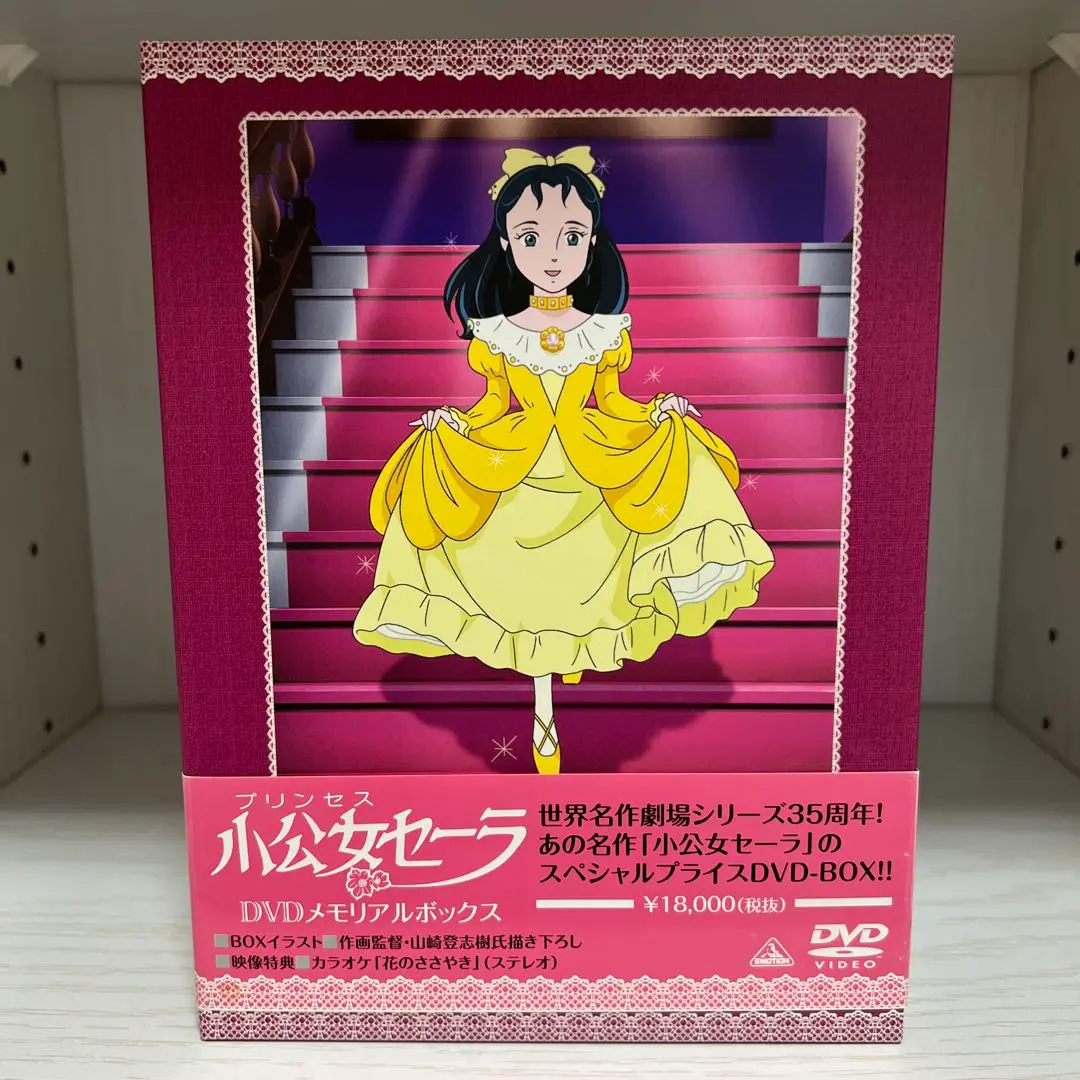 プリンセス
小公女セーラ
DVDメモリアルボックス
世界名作劇場シリーズ35周年!
あの名作「小公女セーラ」の
スペシャルプライスDVD-BOX!!
¥18,000(税抜)
■BOXイラスト■作画監督・山崎登志樹氏描き下ろし
■映像特典■カラオケ「花のささやき」(ステレオ)
EMOTION
DVD
VIDEO